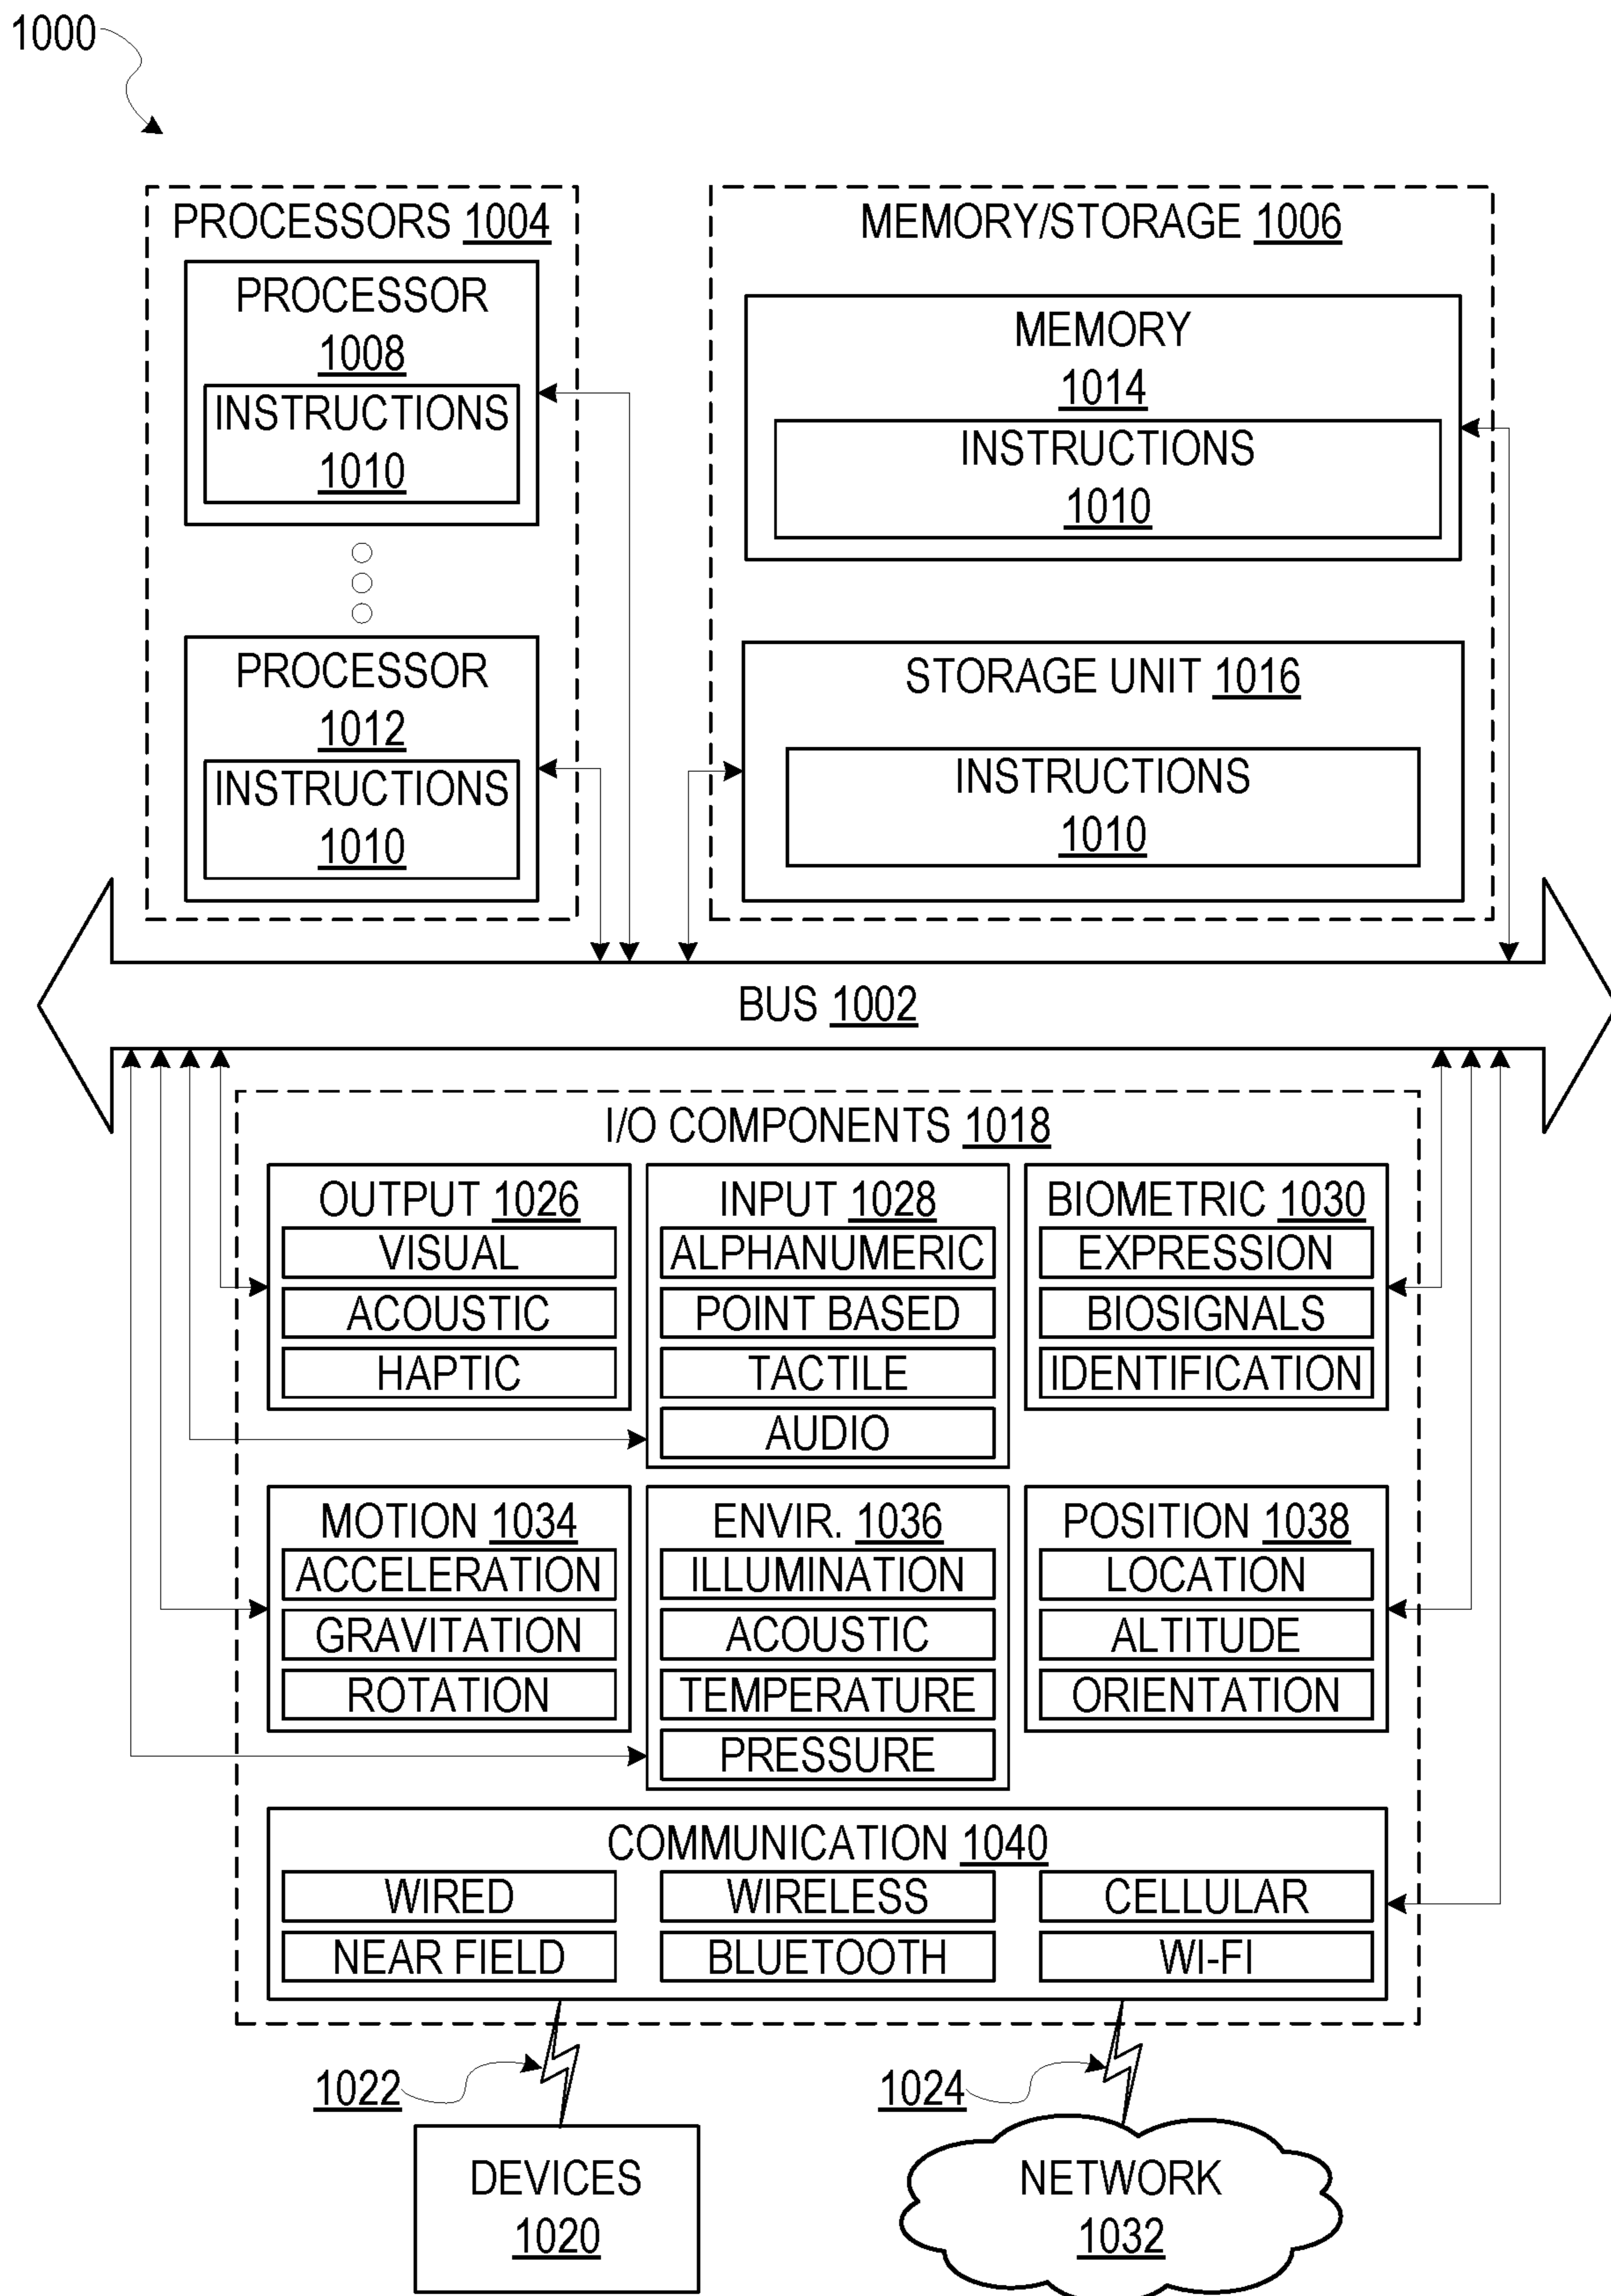 1000
PROCESSORS 1004
PROCESSOR
1008
INSTRUCTIONS
1010
PROCESSOR
1012
INSTRUCTIONS
1010
MEMORY/STORAGE 1006
MEMORY
1014
INSTRUCTIONS
1010
STORAGE UNIT 1016
INSTRUCTIONS
1010
BUS 1002
I/O COMPONENTS 1018
OUTPUT 1026
VISUAL
ACOUSTIC
HAPTIC
INPUT 1028
ALPHANUMERIC
POINT BASED
TACTILE
AUDIO
BIOMETRIC 1030
EXPRESSION
BIOSIGNALS
IDENTIFICATION
MOTION 1034
ACCELERATION
GRAVITATION
ROTATION
ENVIR. 1036
ILLUMINATION
ACOUSTIC
TEMPERATURE
PRESSURE
POSITION 1038
LOCATION
ALTITUDE
ORIENTATION
COMMUNICATION 1040
WIRED
WIRELESS
CELLULAR
NEAR FIELD
BLUETOOTH
WI-FI
1022
1024
DEVICES
1020
NETWORK
1032